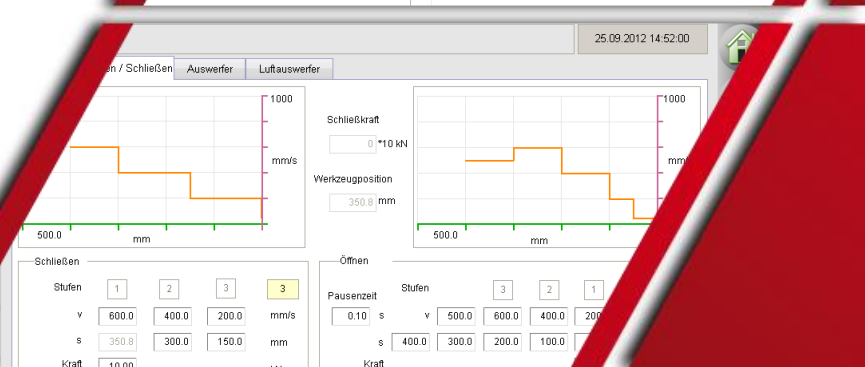 25.09.2012 14:52:00
/ Schließen Auswerfer Luftauswerfer
1000
mm/s
500.0
mm
Schließkraft
0 *10 kN
Werkzeugposition
350.8 mm
1000
500.0
mm
Schließen
Stufen 1 2 3 3
v 600.0 400.0 200.0 mm/s
s 350.8 300.0 150.0 mm
Kraft 10.00
Öffnen
Pausenzeit Stufen 3 2 1
0.10 s v 500.0 600.0 400.0
s 400.0 300.0 200.0 100.0
Kraft